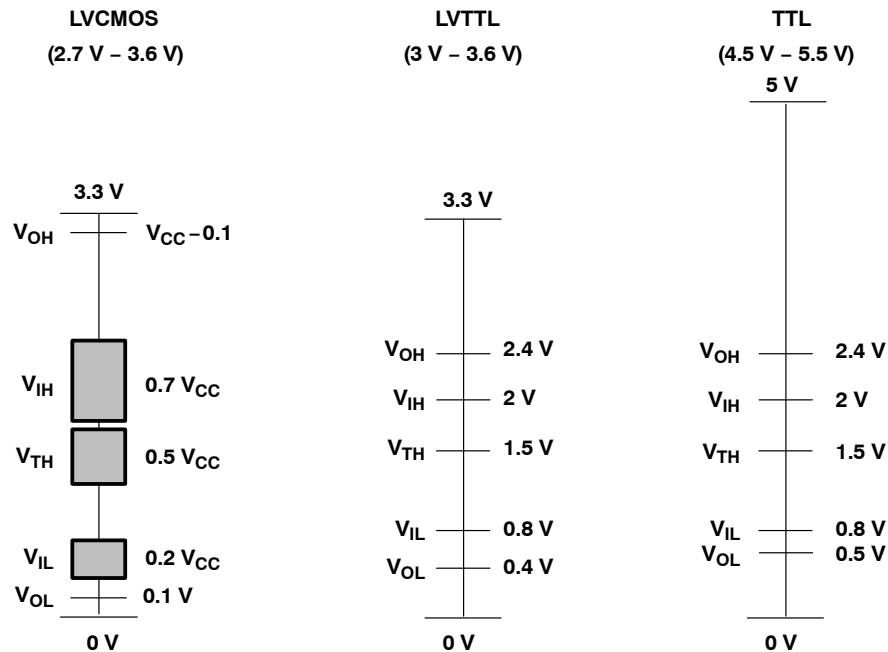 LVCMOS
(2.7 V – 3.6 V)
3.3 V
VOH VCC – 0.1
VIH 0.7 VCC
VTH 0.5 VCC
VIL 0.2 VCC
VOL 0.1 V
0 V
LVTTL
(3 V – 3.6 V)
3.3 V
VOH 2.4 V
VIH 2 V
VTH 1.5 V
VIL 0.8 V
VOL 0.4 V
0 V
TTL
(4.5 V – 5.5 V)
5 V
VOH 2.4 V
VIH 2 V
VTH 1.5 V
VIL 0.8 V
VOL 0.5 V
0 V